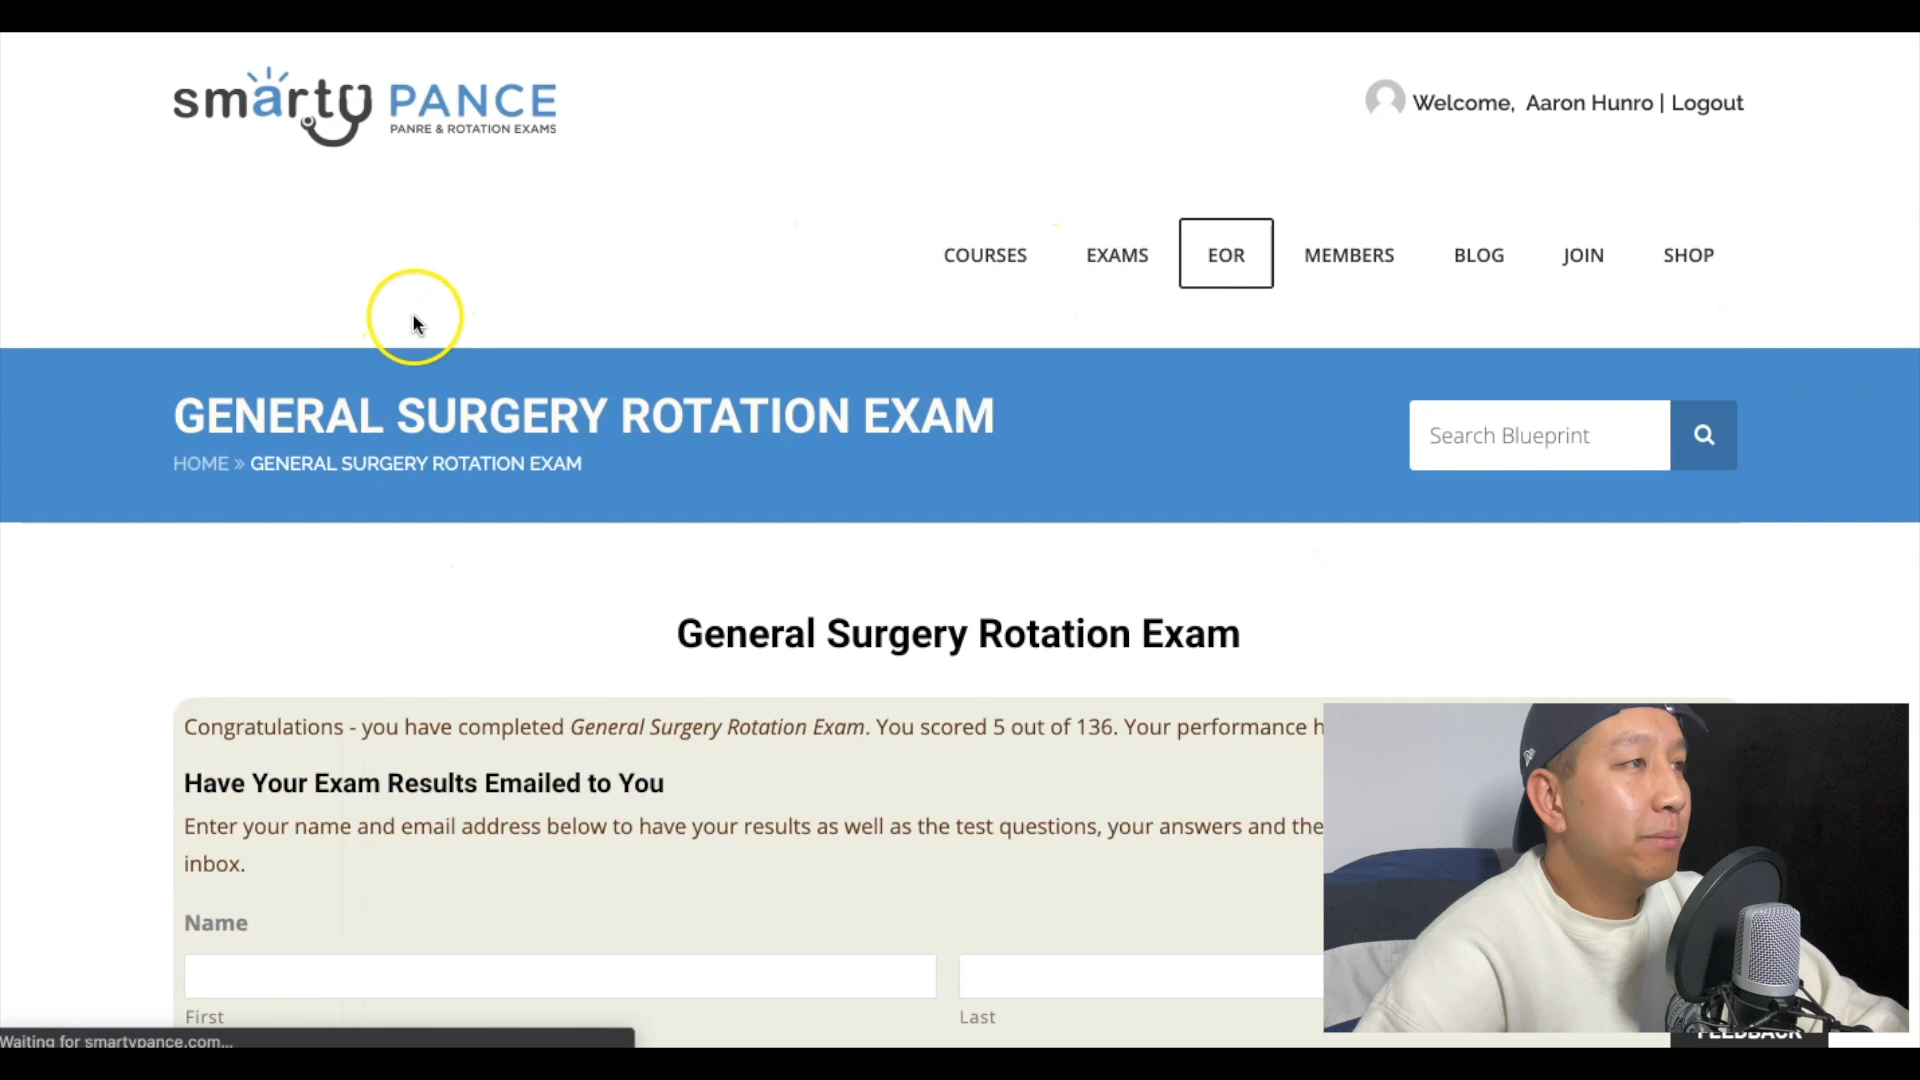 smarty PANCE
PANRE & ROTATION EXAMS
Welcome, Aaron Hunro | Logout
COURSES EXAMS EOR MEMBERS BLOG JOIN SHOP
GENERAL SURGERY ROTATION EXAM
HOME » GENERAL SURGERY ROTATION EXAM
Search Blueprint
General Surgery Rotation Exam
Congratulations - you have completed General Surgery Rotation Exam. You scored 5 out of 136. Your performance h
Have Your Exam Results Emailed to You
Enter your name and email address below to have your results as well as the test questions, your answers and the
inbox.
Name
First Last
Waiting for smartypance.com...
FEEDBACK